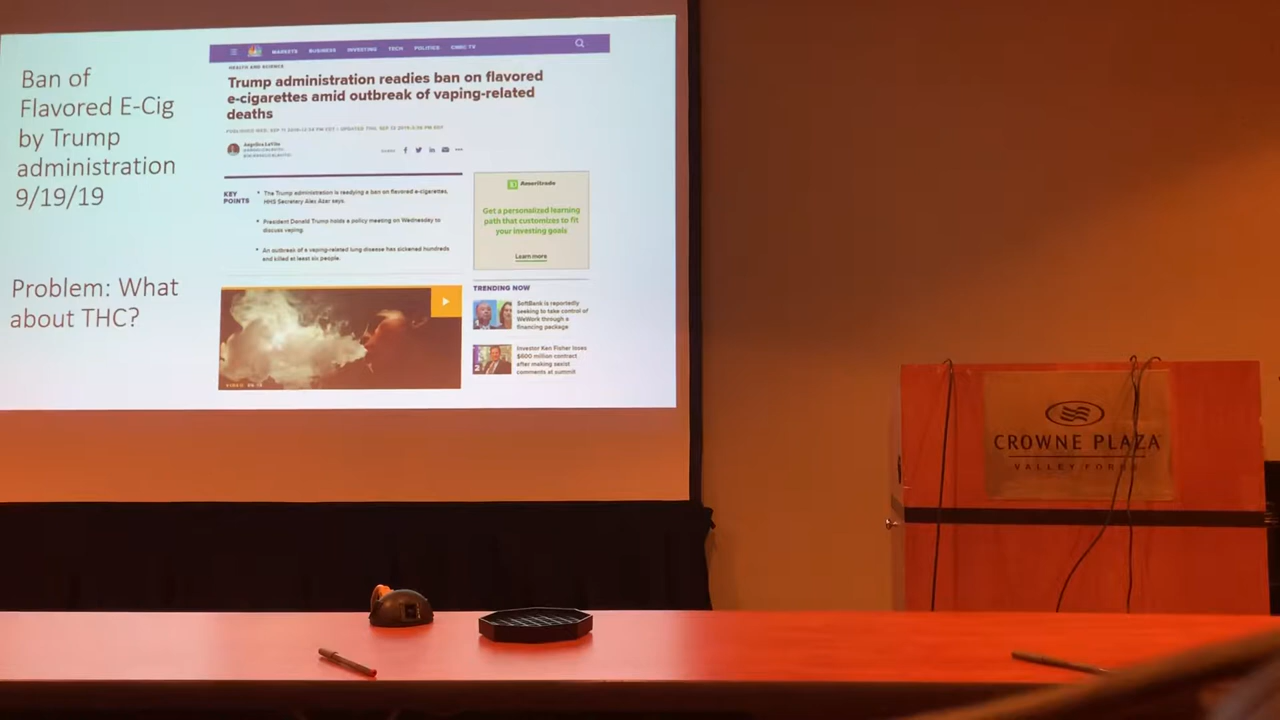 Ban of
Flavored E-Cig
by Trump
administration
9/19/19
Problem: What
about THC?
MARKETS BUSINESS INVESTING TECH POLITICS CNBC TV
HEALTH AND SCIENCE
Trump administration readies ban on flavored
e-cigarettes amid outbreak of vaping-related
deaths
Angelica LaVito
SHARE
KEY
POINTS
The Trump administration is readying a ban on flavored e-cigarettes,
HHS Secretary Alex Azar says.
President Donald Trump holds a policy meeting on Wednesday to
discuss vaping.
An outbreak of a vaping-related lung disease has sickened hundreds
and killed at least six people.
Ameritrade
Get a personalized learning
path that customizes to fit
your investing goals
Learn more
TRENDING NOW
SoftBank is reportedly
seeking to take control of
WeWork through a
financing package
2
Investor Ken Fisher loses
$600 million contract
after making sexist
comments at summit
CROWNE PLAZA
VALLEY FORGE